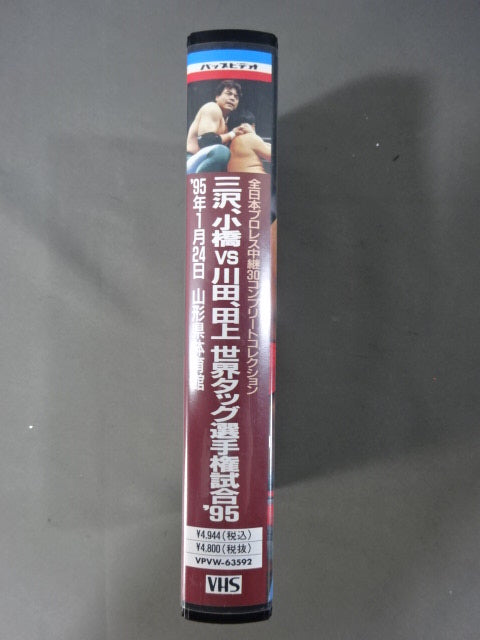 バップビデオ
全日本プロレス中継30コンプリートコレクション
三沢、小橋 VS 川田、田上 世界タッグ選手権試合 '95
'95年1月24日 山形県体育館
¥4.944(税込)
¥4.800(税抜)
VPVW-63592
VHS